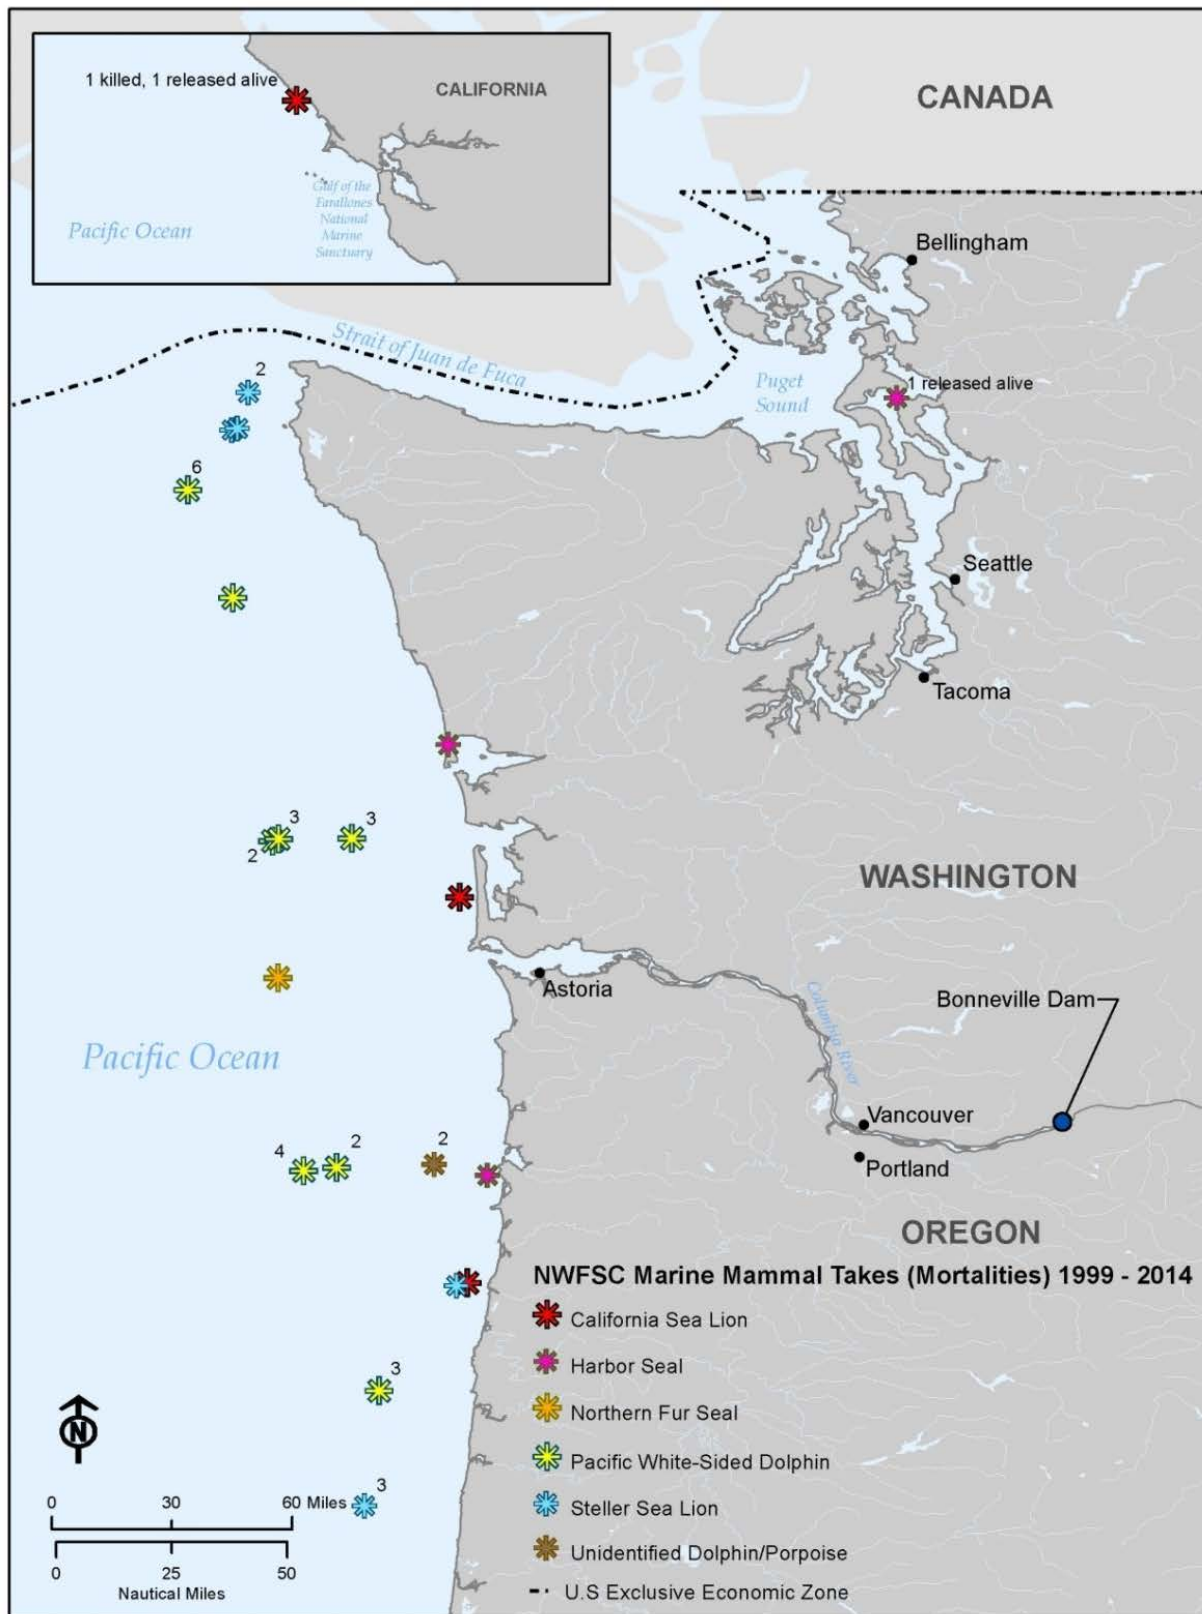 1 killed, 1 released alive
CALIFORNIA
Gulf of the
Farallones
National
Marine
Sanctuary
Pacific Ocean
CANADA
Bellingham
Strait of Juan de Fuca
Puget
Sound
1 released alive
2
6
Seattle
Tacoma
3
2
3
WASHINGTON
Astoria
Columbia River
Bonneville Dam
Pacific Ocean
Vancouver
Portland
4
2
2
OREGON
NWFSC Marine Mammal Takes (Mortalities) 1999 - 2014
California Sea Lion
Harbor Seal
Northern Fur Seal
Pacific White-Sided Dolphin
Steller Sea Lion
Unidentified Dolphin/Porpoise
U.S Exclusive Economic Zone
3
3
N
0 30 60 Miles
0 25 50
Nautical Miles